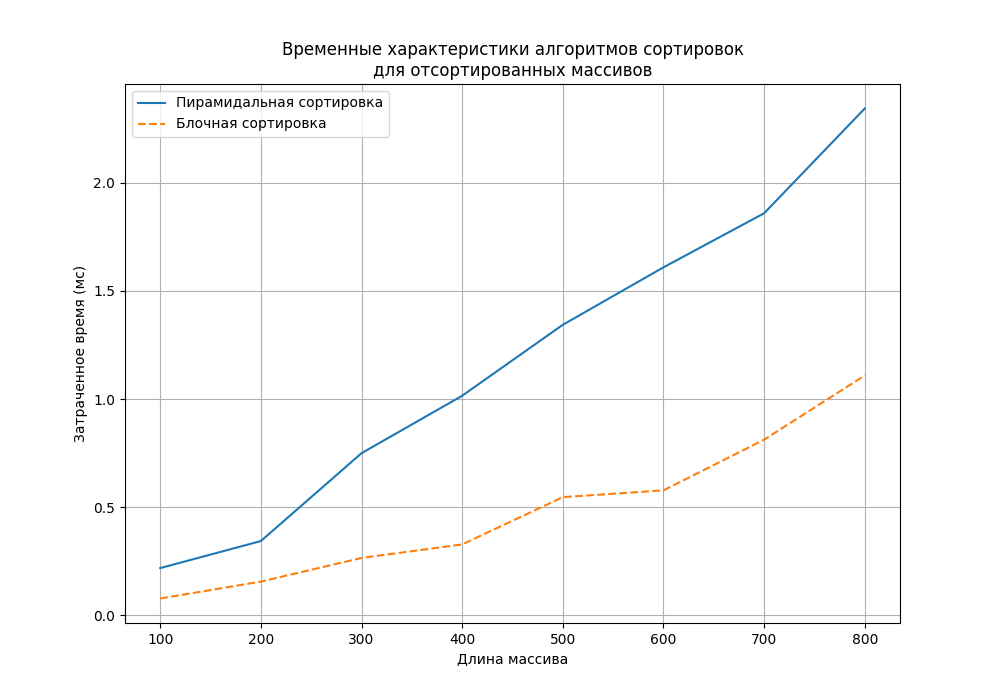 Временные характеристики алгоритмов сортировок
для отсортированных массивов
Пирамидальная сортировка
Блочная сортировка
Затраченное время (мс)
2.0
1.5
1.0
0.5
0.0
100 200 300 400 500 600 700 800
Длина массива